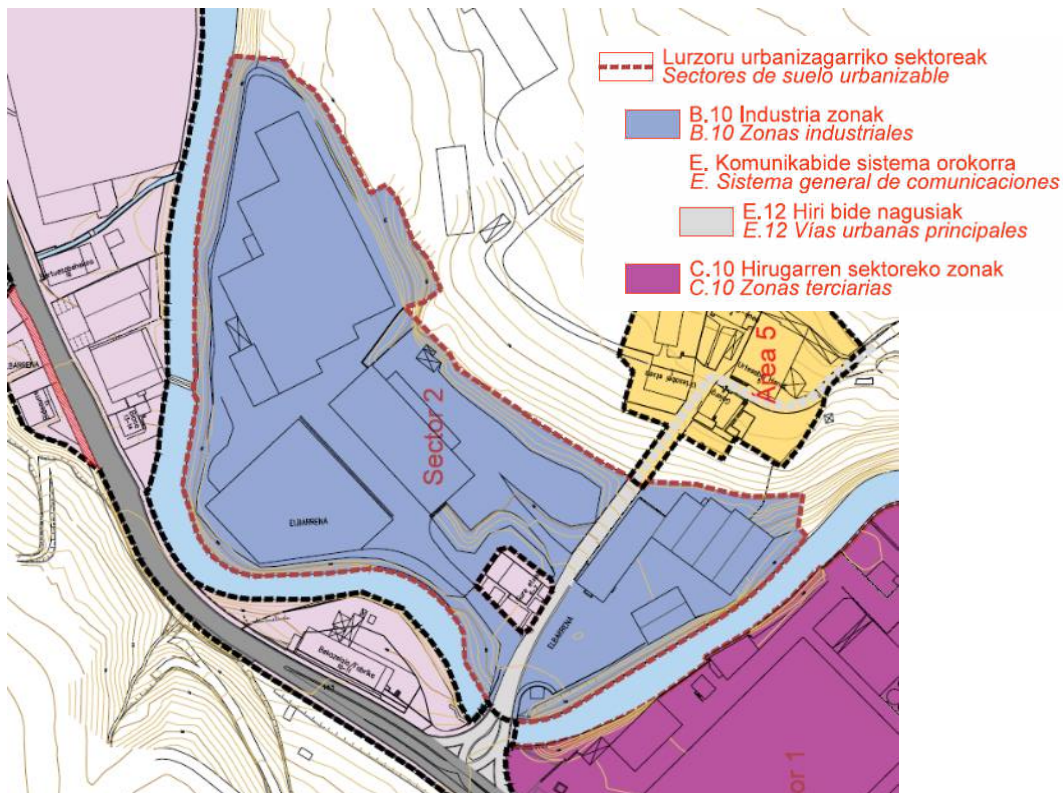 Lurzoru urbanizagarriko sektoreak
Sectores de suelo urbanizable
B.10 Industria zonak
B.10 Zonas industriales
E. Komunikabide sistema orokorra
E. Sistema general de comunicaciones
E.12 Hiri bide nagusiak
E.12 Vías urbanas principales
C.10 Hirugarren sektoreko zonak
C.10 Zonas terciarias
Area 5
Sector 2
ELBARRENA
ELBARRENA
or 1